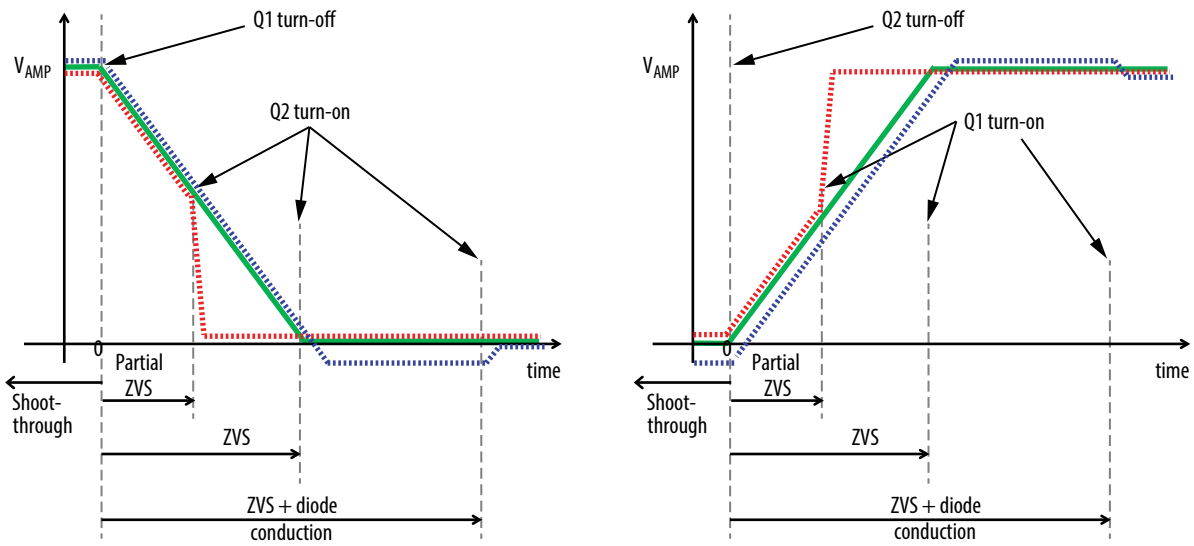 Q1 turn-off
VAMP
Q2 turn-on
0
time
Partial
ZVS
Shoot-
through
ZVS
ZVS + diode
conduction
Q2 turn-off
VAMP
Q1 turn-on
0
time
Partial
ZVS
Shoot-
through
ZVS
ZVS + diode
conduction